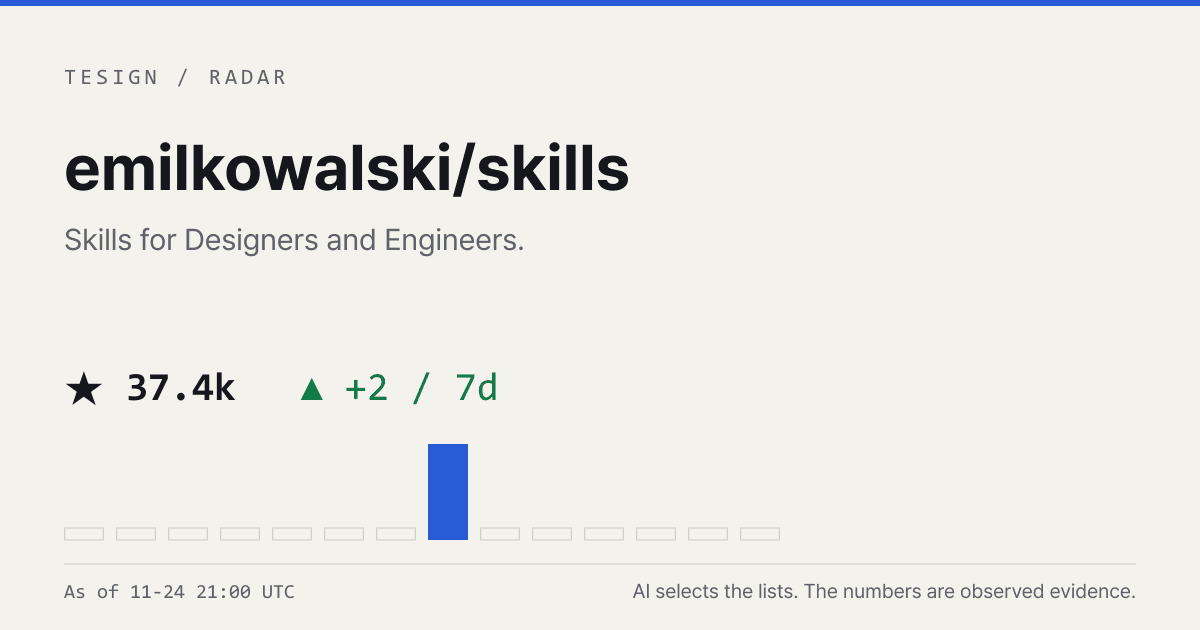 TESIGN / RADAR
emilkowalski/skills
Skills for Designers and Engineers.
★ 37.4k ▲ +2 / 7d
As of 11-24 21:00 UTC
AI selects the lists. The numbers are observed evidence.